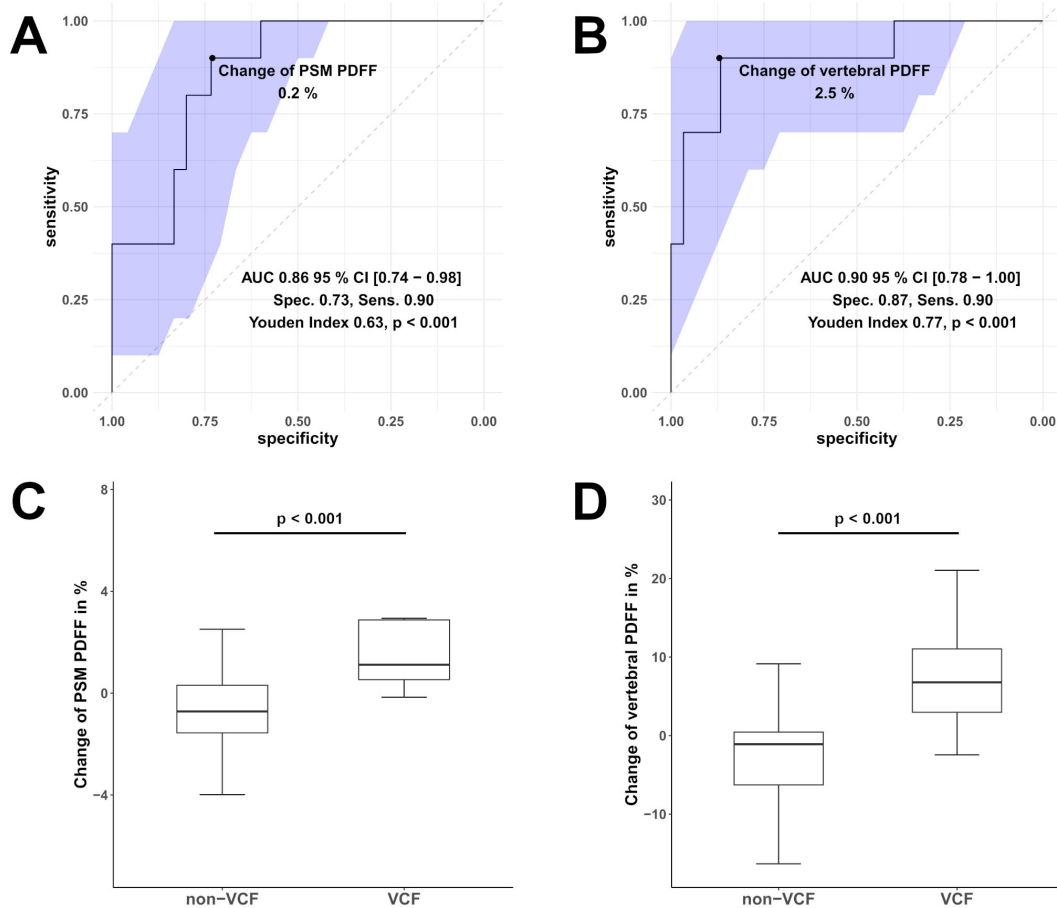 A
1.00
0.75
0.50
0.25
0.00
sensitivity
Change of PSM PDFF
0.2 %
AUC 0.86 95 % CI [0.74 − 0.98]
Spec. 0.73, Sens. 0.90
Youden Index 0.63, p < 0.001
1.00 0.75 0.50 0.25 0.00
specificity
B
1.00
0.75
0.50
0.25
0.00
sensitivity
Change of vertebral PDFF
2.5 %
AUC 0.90 95 % CI [0.78 − 1.00]
Spec. 0.87, Sens. 0.90
Youden Index 0.77, p < 0.001
1.00 0.75 0.50 0.25 0.00
specificity
C
8
4
0
−4
Change of PSM PDFF in %
p < 0.001
non−VCF VCF
D
30
20
10
0
−10
Change of vertebral PDFF in %
p < 0.001
non−VCF VCF